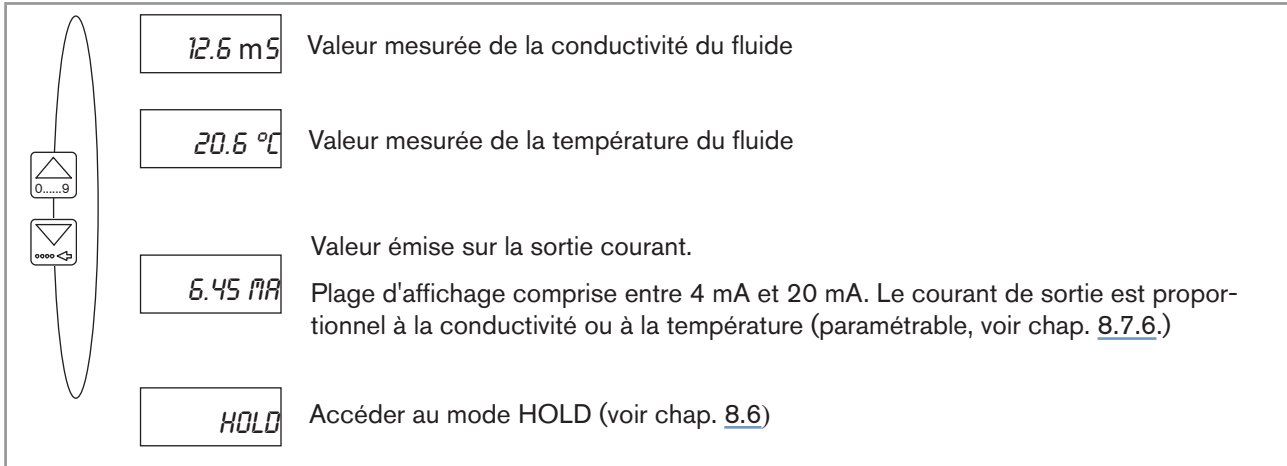 12.6 mS Valeur mesurée de la conductivité du fluide
20.6 °C Valeur mesurée de la température du fluide
0......9
Valeur émise sur la sortie courant.
6.45 MA Plage d'affichage comprise entre 4 mA et 20 mA. Le courant de sortie est propor-
tionnel à la conductivité ou à la température (paramétrable, voir chap. 8.7.6.)
HOLD Accéder au mode HOLD (voir chap. 8.6)